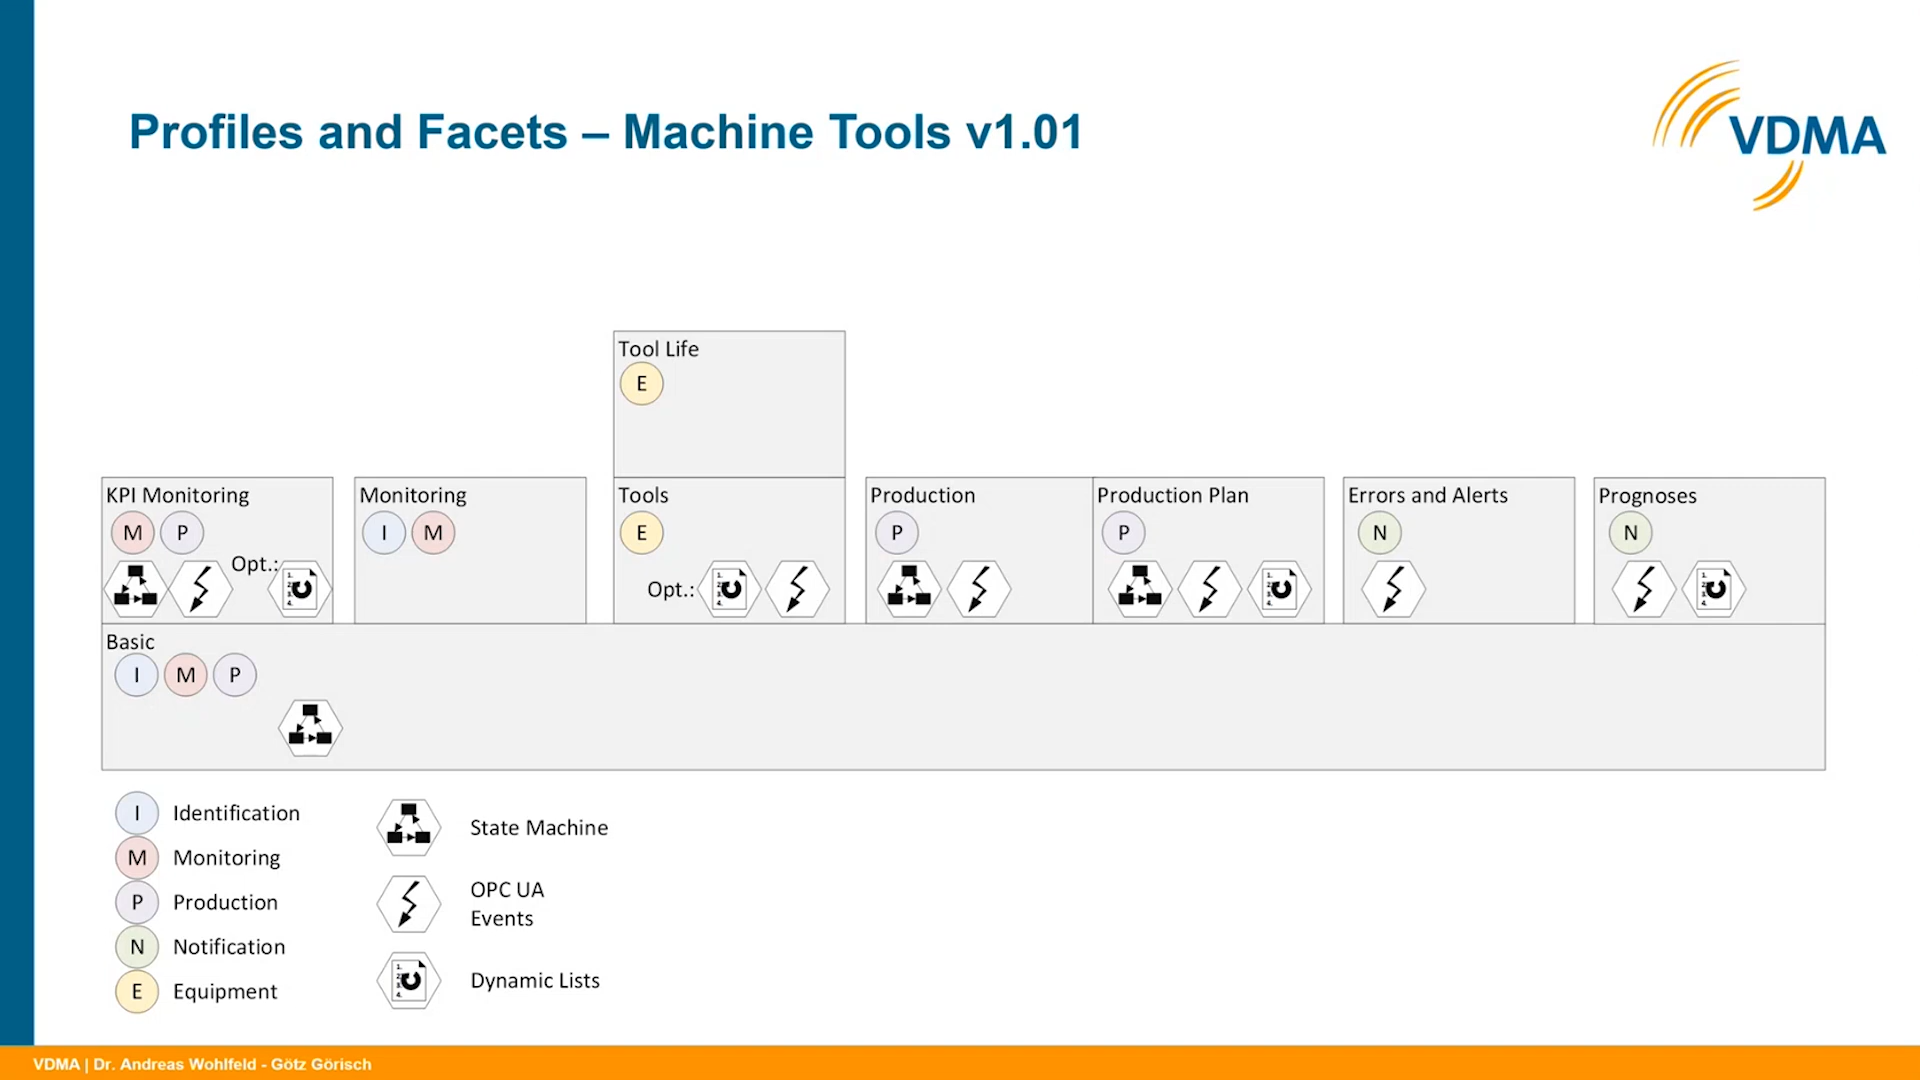 Profiles and Facets – Machine Tools v1.01
VDMA
Tool Life
E
KPI Monitoring
M P
Opt.:
Monitoring
I M
Tools
E
Opt.:
Production
P
Production Plan
P
Errors and Alerts
N
Prognoses
N
Basic
I M P
I Identification
M Monitoring
P Production
N Notification
E Equipment
State Machine
OPC UA
Events
Dynamic Lists
VDMA | Dr. Andreas Wohlfeld - Götz Görisch